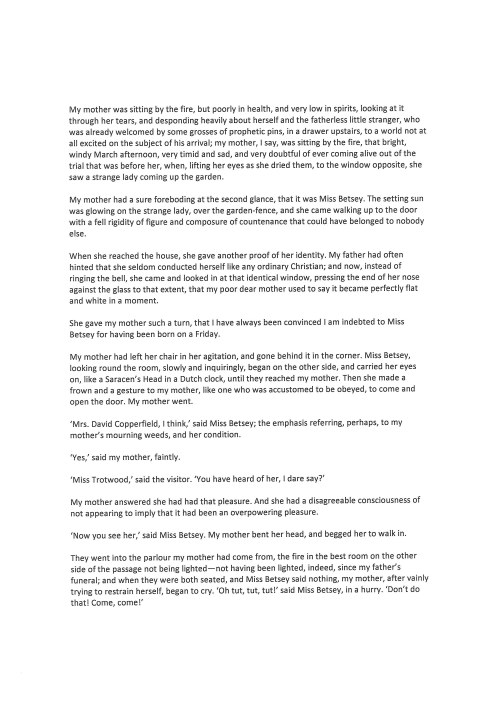 My mother was sitting by the fire, but poorly in health, and very low in spirits, looking at it
through her tears, and desponding heavily about herself and the fatherless little stranger, who
was already welcomed by some grosses of prophetic pins, in a drawer upstairs, to a world not at
all excited on the subject of his arrival; my mother, I say, was sitting by the fire, that bright,
windy March afternoon, very timid and sad, and very doubtful of ever coming alive out of the
trial that was before her, when, lifting her eyes as she dried them, to the window opposite, she
saw a strange lady coming up the garden.
My mother had a sure foreboding at the second glance, that it was Miss Betsey. The setting sun
was glowing on the strange lady, over the garden-fence, and she came walking up to the door
with a fell rigidity of figure and composure of countenance that could have belonged to nobody
else.
When she reached the house, she gave another proof of her identity. My father had often
hinted that she seldom conducted herself like any ordinary Christian; and now, instead of
ringing the bell, she came and looked in at that identical window, pressing the end of her nose
against the glass to that extent, that my poor dear mother used to say it became perfectly flat
and white in a moment.
She gave my mother such a turn, that I have always been convinced I am indebted to Miss
Betsey for having been born on a Friday.
My mother had left her chair in her agitation, and gone behind it in the corner. Miss Betsey,
looking round the room, slowly and inquiringly, began on the other side, and carried her eyes
on, like a Saracen's Head in a Dutch clock, until they reached my mother. Then she made a
frown and a gesture to my mother, like one who was accustomed to be obeyed, to come and
open the door. My mother went.
'Mrs. David Copperfield, I think,' said Miss Betsey; the emphasis referring, perhaps, to my
mother's mourning weeds, and her condition.
'Yes,' said my mother, faintly.
'Miss Trotwood,' said the visitor. 'You have heard of her, I dare say?'
My mother answered she had had that pleasure. And she had a disagreeable consciousness of
not appearing to imply that it had been an overpowering pleasure.
'Now you see her,' said Miss Betsey. My mother bent her head, and begged her to walk in.
They went into the parlour my mother had come from, the fire in the best room on the other
side of the passage not being lighted—not having been lighted, indeed, since my father's
funeral; and when they were both seated, and Miss Betsey said nothing, my mother, after vainly
trying to restrain herself, began to cry. 'Oh tut, tut, tut!' said Miss Betsey, in a hurry. 'Don't do
that! Come, come!'